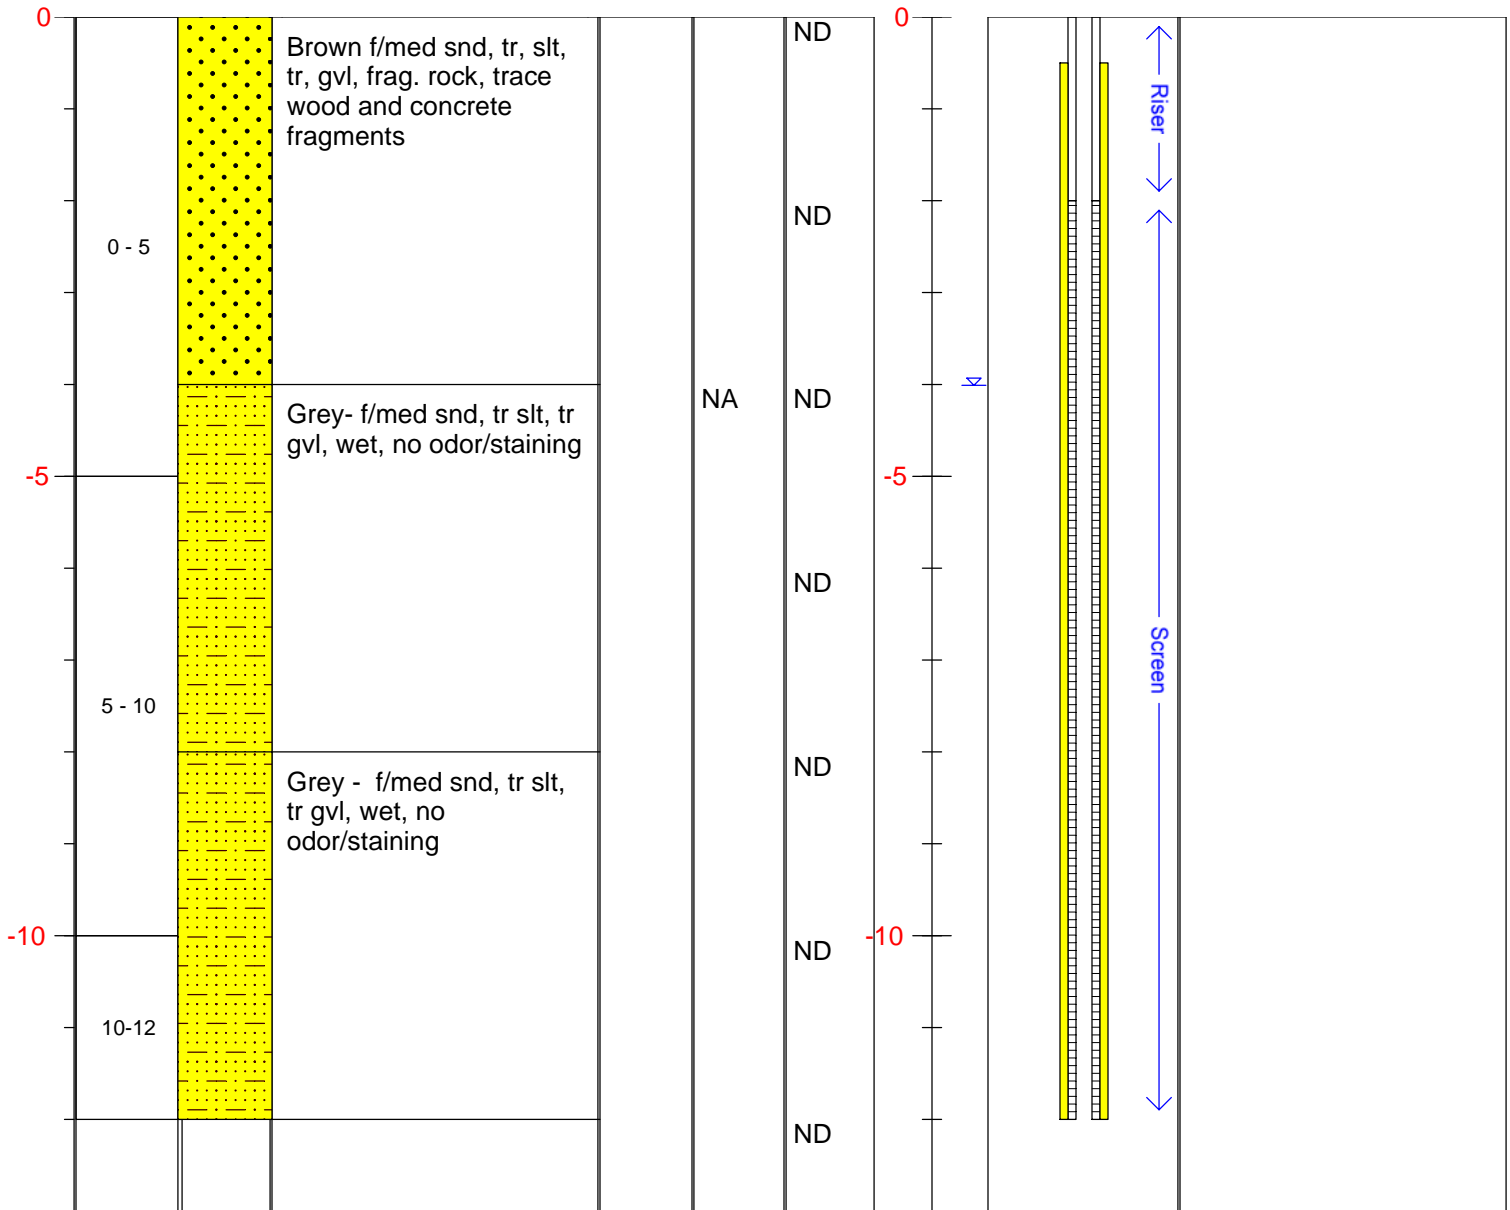 0
Brown f/med snd, tr, slt,
tr, gvl, frag. rock, trace
wood and concrete
fragments
ND
0
Riser
ND
0 - 5
Grey- f/med snd, tr slt, tr
gvl, wet, no odor/staining
NA
ND
-5
-5
ND
Screen
5 - 10
Grey -  f/med snd, tr slt,
tr gvl, wet, no
odor/staining
ND
-10
ND
-10
10-12
ND